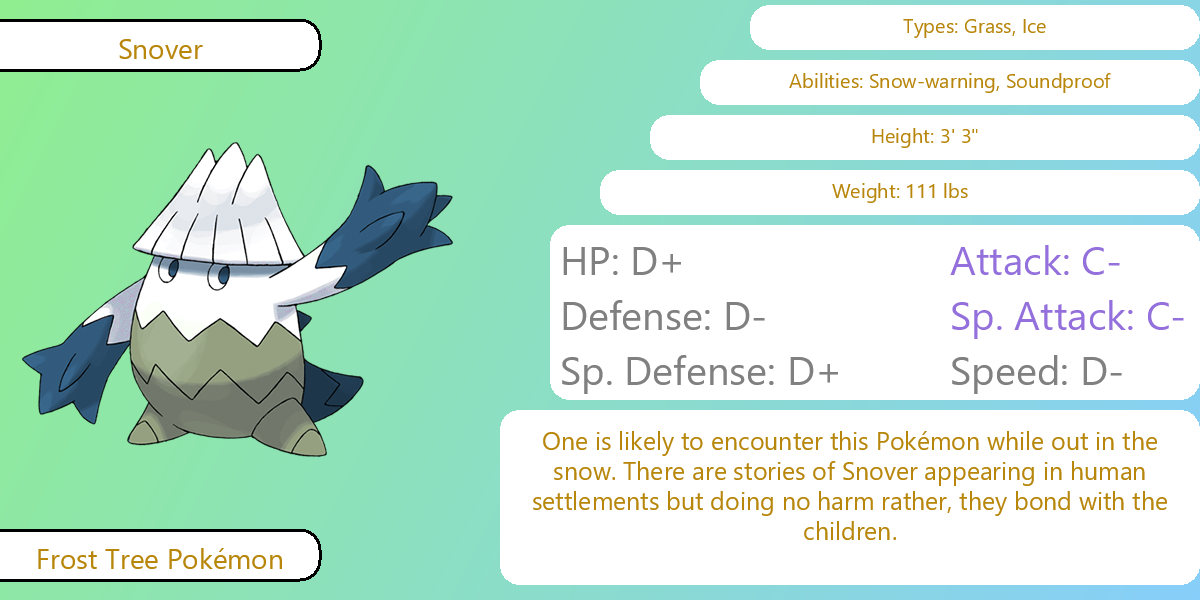 Snover
Types: Grass, Ice
Abilities: Snow-warning, Soundproof
Height: 3' 3"
Weight: 111 lbs
HP: D+
Attack: C-
Defense: D-
Sp. Attack: C-
Sp. Defense: D+
Speed: D-
One is likely to encounter this Pokémon while out in the
snow. There are stories of Snover appearing in human
settlements but doing no harm rather, they bond with the
children.
Frost Tree Pokémon